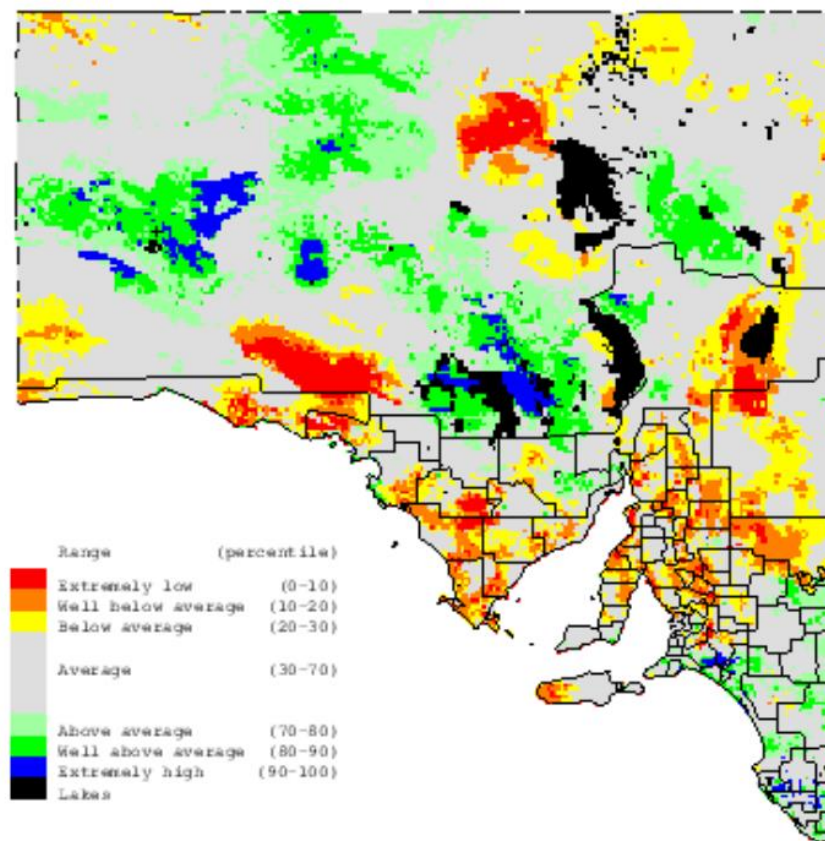 Range (percentile)
Extremely low (0-10)
Well below average (10-20)
Below average (20-30)
Average (30-70)
Above average (70-80)
Well above average (80-90)
Extremely high (90-100)
Lakes